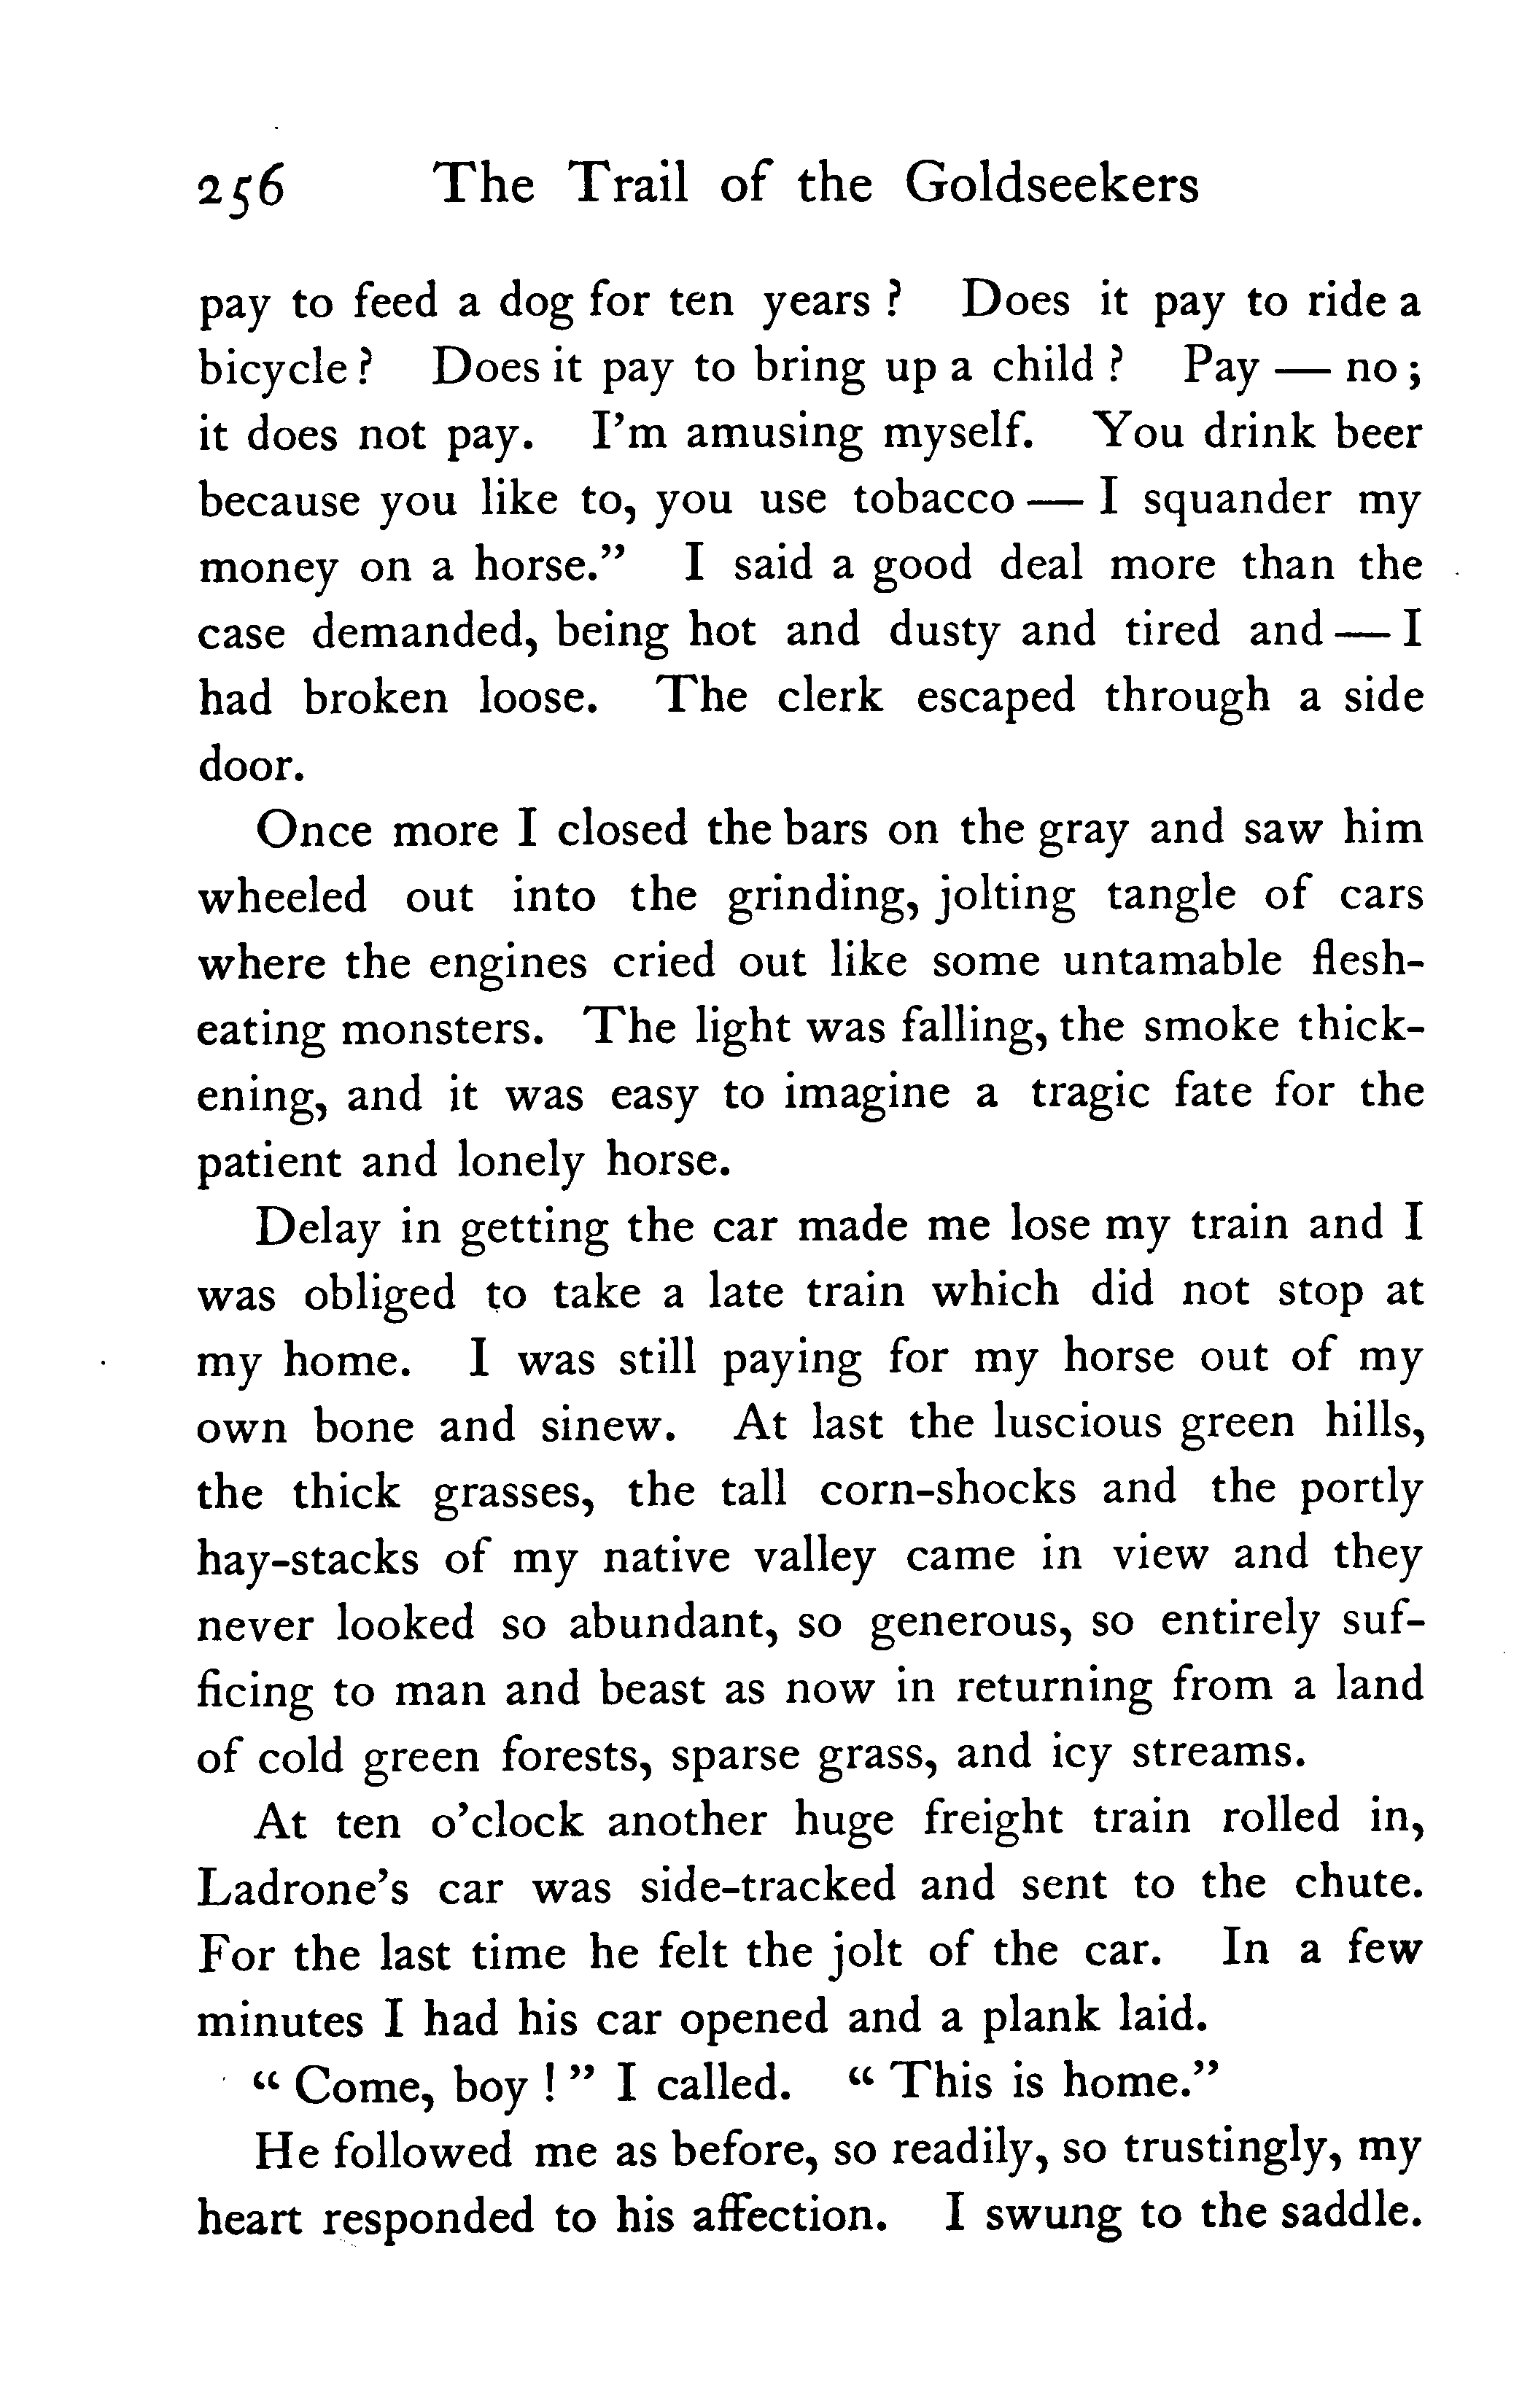 256 The Trail of the Goldseekers
pay to feed a dog for ten years ? Does it pay to ride a
bicycle ? Does it pay to bring up a child ? Pay — no ;
it does not pay. I’m amusing myself. You drink beer
because you like to, you use tobacco — I squander my
money on a horse.” I said a good deal more than the
case demanded, being hot and dusty and tired and — I
had broken loose. The clerk escaped through a side
door.
Once more I closed the bars on the gray and saw him
wheeled out into the grinding, jolting tangle of cars
where the engines cried out like some untamable flesh-
eating monsters. The light was falling, the smoke thick-
ening, and it was easy to imagine a tragic fate for the
patient and lonely horse.
Delay in getting the car made me lose my train and I
was obliged to take a late train which did not stop at
my home. I was still paying for my horse out of my
own bone and sinew. At last the luscious green hills,
the thick grasses, the tall corn-shocks and the portly
hay-stacks of my native valley came in view and they
never looked so abundant, so generous, so entirely suf-
ficing to man and beast as now in returning from a land
of cold green forests, sparse grass, and icy streams.
At ten o’clock another huge freight train rolled in,
Ladrone’s car was side-tracked and sent to the chute.
For the last time he felt the jolt of the car. In a few
minutes I had his car opened and a plank laid.
“ Come, boy ! ” I called. “ This is home.”
He followed me as before, so readily, so trustingly, my
heart responded to his affection. I swung to the saddle.